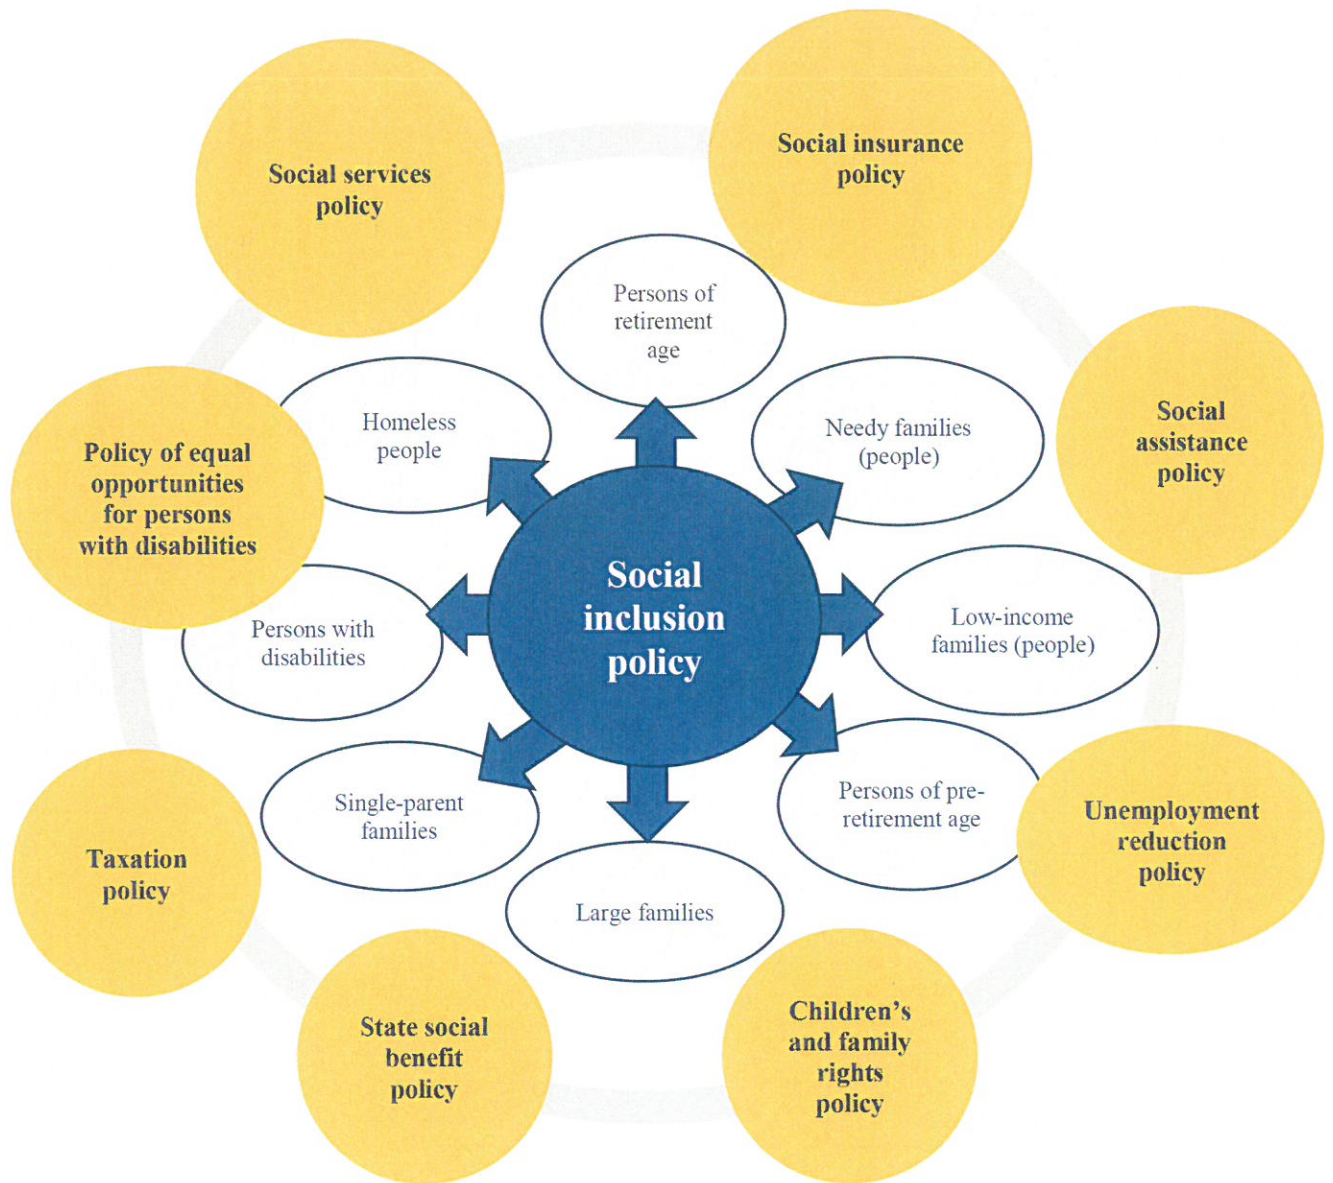 Social services
policy
Social insurance
policy
Persons of
retirement
age
Homeless
people
Needy families
(people)
Social
assistance
policy
Policy of equal
opportunities
for persons
with disabilities
Social
inclusion
policy
Persons with
disabilities
Low-income
families (people)
Single-parent
families
Persons of pre-
retirement age
Unemployment
reduction
policy
Taxation
policy
Large families
State social
benefit
policy
Children’s
and family
rights
policy